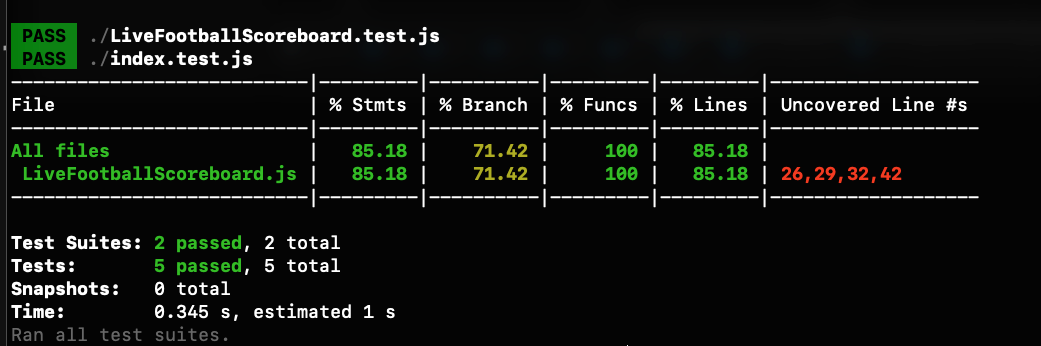 PASS ./LiveFootballScoreboard.test.js
PASS ./index.test.js
---------------------------|---------|----------|---------|---------|-------------------
File                       | % Stmts | % Branch | % Funcs | % Lines | Uncovered Line #s
---------------------------|---------|----------|---------|---------|-------------------
All files                  |   85.18 |    71.42 |     100 |   85.18 |
 LiveFootballScoreboard.js |   85.18 |    71.42 |     100 |   85.18 | 26,29,32,42
---------------------------|---------|----------|---------|---------|-------------------
Test Suites: 2 passed, 2 total
Tests:       5 passed, 5 total
Snapshots:   0 total
Time:        0.345 s, estimated 1 s
Ran all test suites.